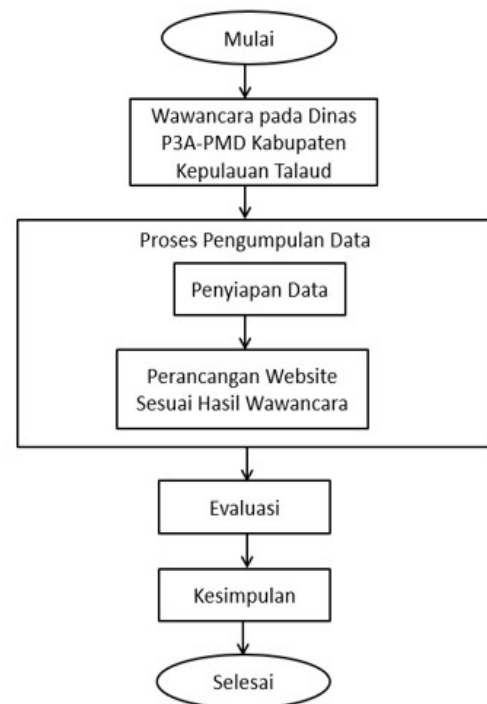 Mulai
Wawancara pada Dinas
P3A-PMD Kabupaten
Kepulauan Talaud
Proses Pengumpulan Data
Penyiapan Data
Perancangan Website
Sesuai Hasil Wawancara
Evaluasi
Kesimpulan
Selesai